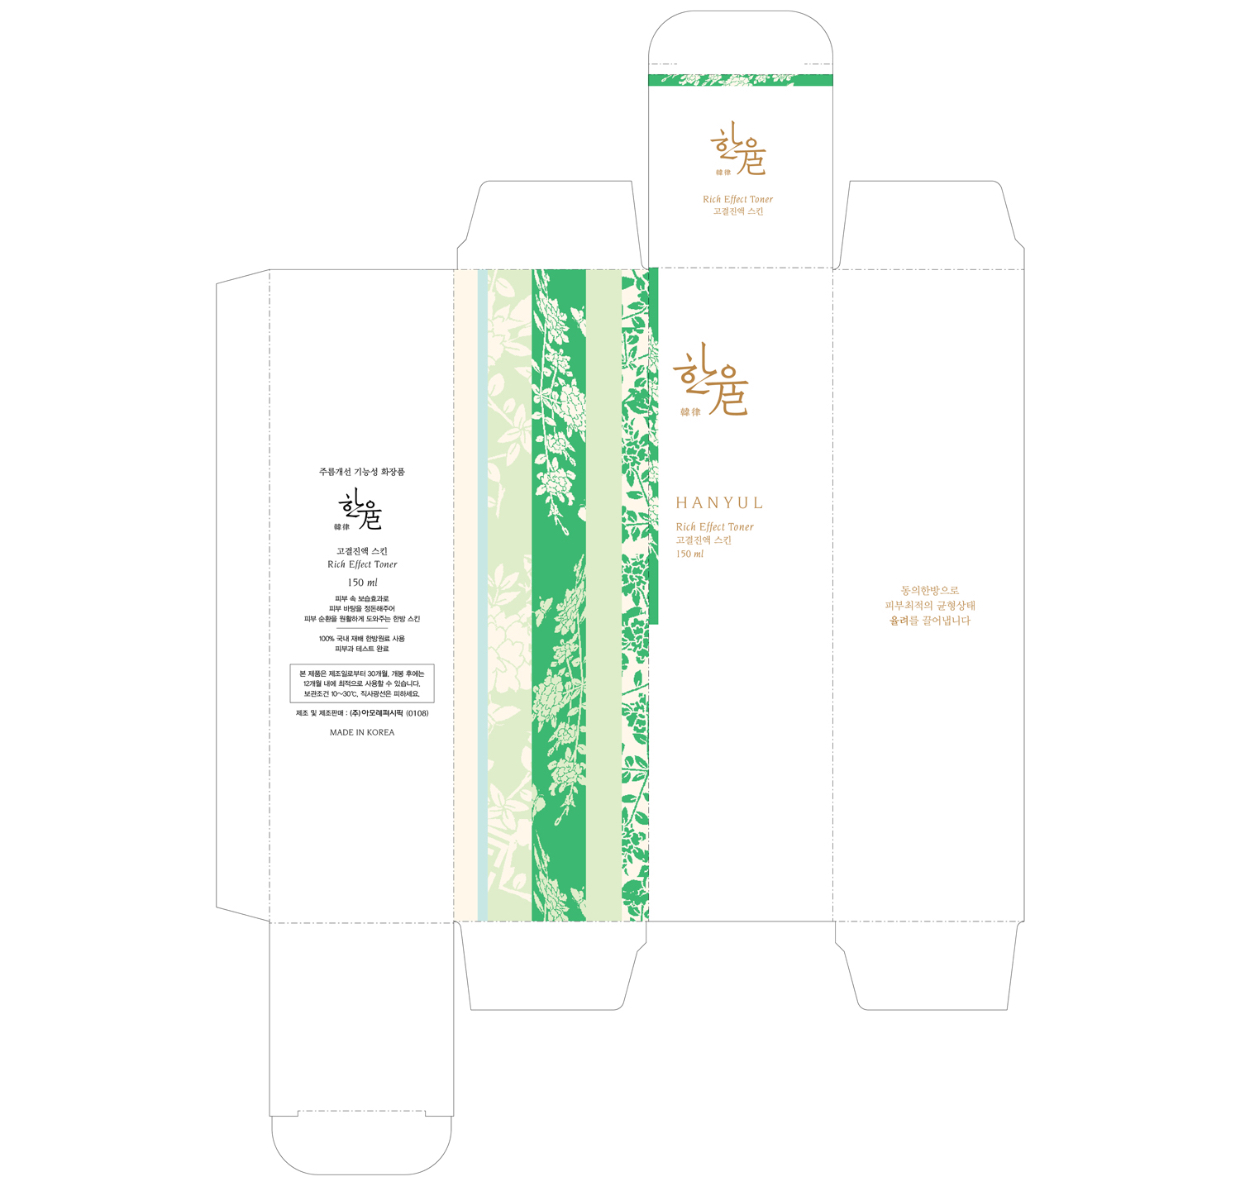 한율
韓律
Rich Effect Toner
고결진액 스킨
한율
韓律
HANYUL
Rich Effect Toner
고결진액 스킨
150 ml
주름개선 기능성 화장품
한율
韓律
고결진액 스킨
Rich Effect Toner
150 ml
피부 속 보습효과로
피부 바탕을 정돈해주어
피부 순환을 원활하게 도와주는 한방 스킨
100% 국내 재배 한방원료 사용
피부과 테스트 완료
본 제품은 제조일로부터 30개월, 개봉 후에는
12개월 내에 최적으로 사용할 수 있습니다.
보관조건 10~30℃, 직사광선은 피하세요.
제조 및 제조판매 : (주)아모레퍼시픽 (0108)
MADE IN KOREA
동의한방으로
피부최적의 균형상태
율려를 끌어냅니다